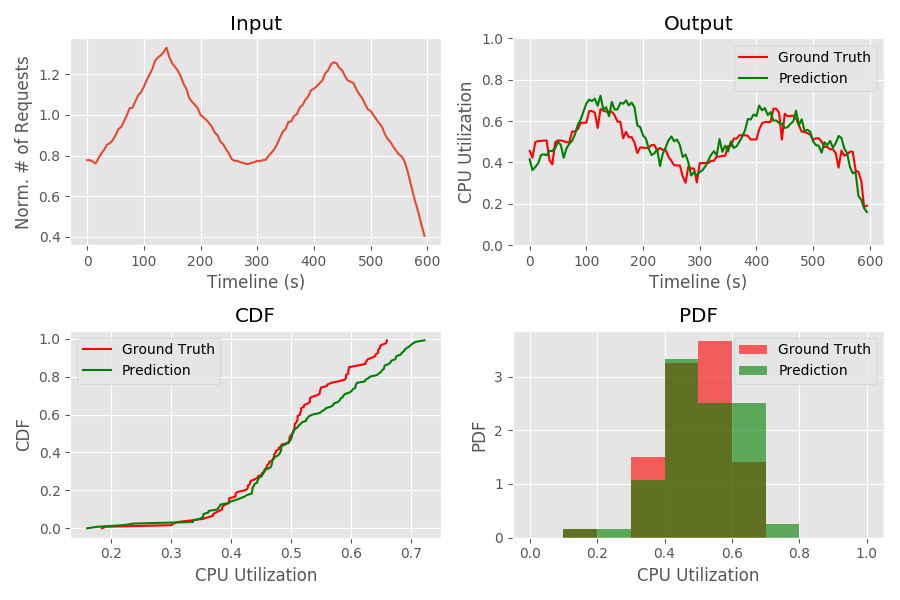 Input
Norm. # of Requests
1.2
1.0
0.8
0.6
0.4
0 100 200 300 400 500 600
Timeline (s)
Output
CPU Utilization
1.0
0.8
0.6
0.4
0.2
0.0
Ground Truth
Prediction
0 100 200 300 400 500 600
Timeline (s)
CDF
CDF
1.0
0.8
0.6
0.4
0.2
0.0
Ground Truth
Prediction
0.2 0.3 0.4 0.5 0.6 0.7
CPU Utilization
PDF
PDF
3
2
1
0
Ground Truth
Prediction
0.0 0.2 0.4 0.6 0.8 1.0
CPU Utilization